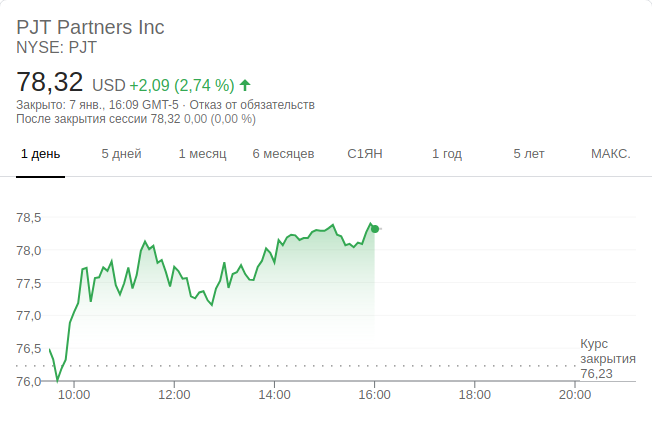 PJT Partners Inc
NYSE: PJT
78,32 USD +2,09 (2,74 %)
Закрыто: 7 янв., 16:09 GMT-5 · Отказ от обязательств
После закрытия сессии 78,32 0,00 (0,00 %)
1 день 5 дней 1 месяц 6 месяцев С1ЯН 1 год 5 лет МАКС.
78,5
78,0
77,5
77,0
76,5
76,0
Курс
закрытия
76,23
10:00 12:00 14:00 16:00 18:00 20:00